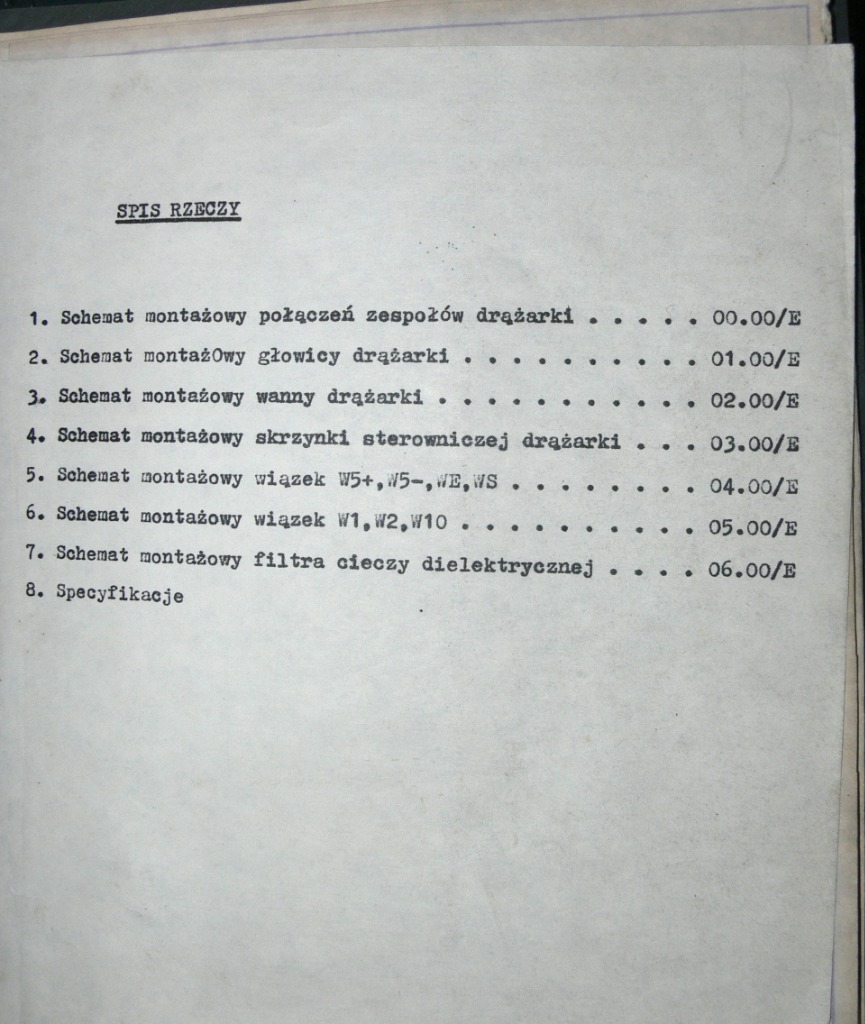 SPIS RZECZY
1. Schemat montażowy połączeń zespołów drążarki . . . . . 00.00/E
2. Schemat montażOwy głowicy drążarki . . . . . . . . . . 01.00/E
3. Schemat montażowy wanny drążarki . . . . . . . . . . . 02.00/E
4. Schemat montażowy skrzynki sterowniczej drążarki . . . 03.00/E
5. Schemat montażowy wiązek W5+,W5-,WE,WS . . . . . . . . 04.00/E
6. Schemat montażowy wiązek W1,W2,W10 . . . . . . . . . . 05.00/E
7. Schemat montażowy filtra cieczy dielektrycznej . . . . 06.00/E
8. Specyfikacje